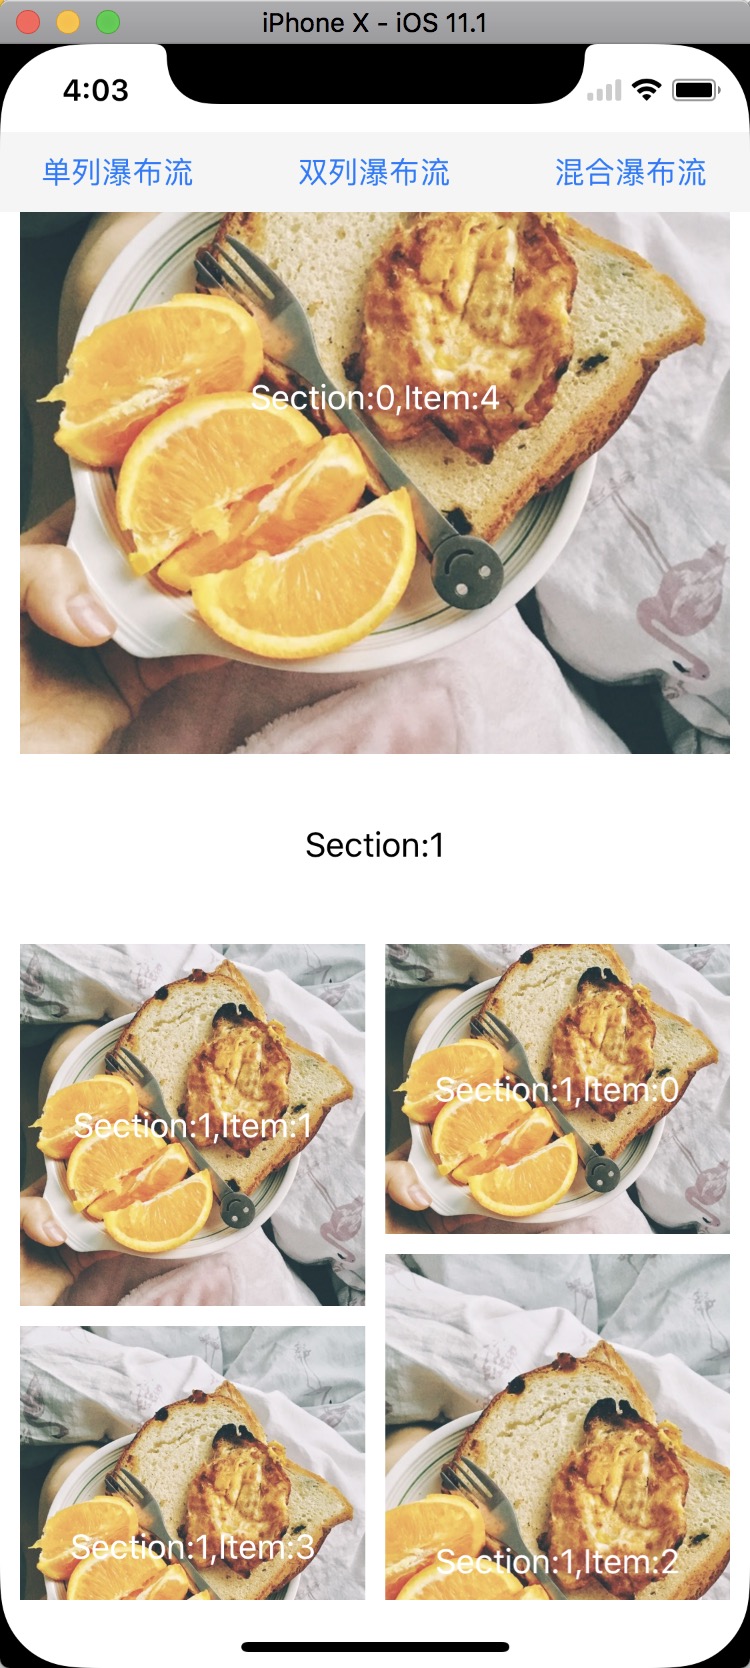 iPhone X - iOS 11.1
4:03
单列瀑布流
双列瀑布流
混合瀑布流
Section:0,Item:4
Section:1
Section:1,Item:1
Section:1,Item:0
Section:1,Item:3
Section:1,Item:2